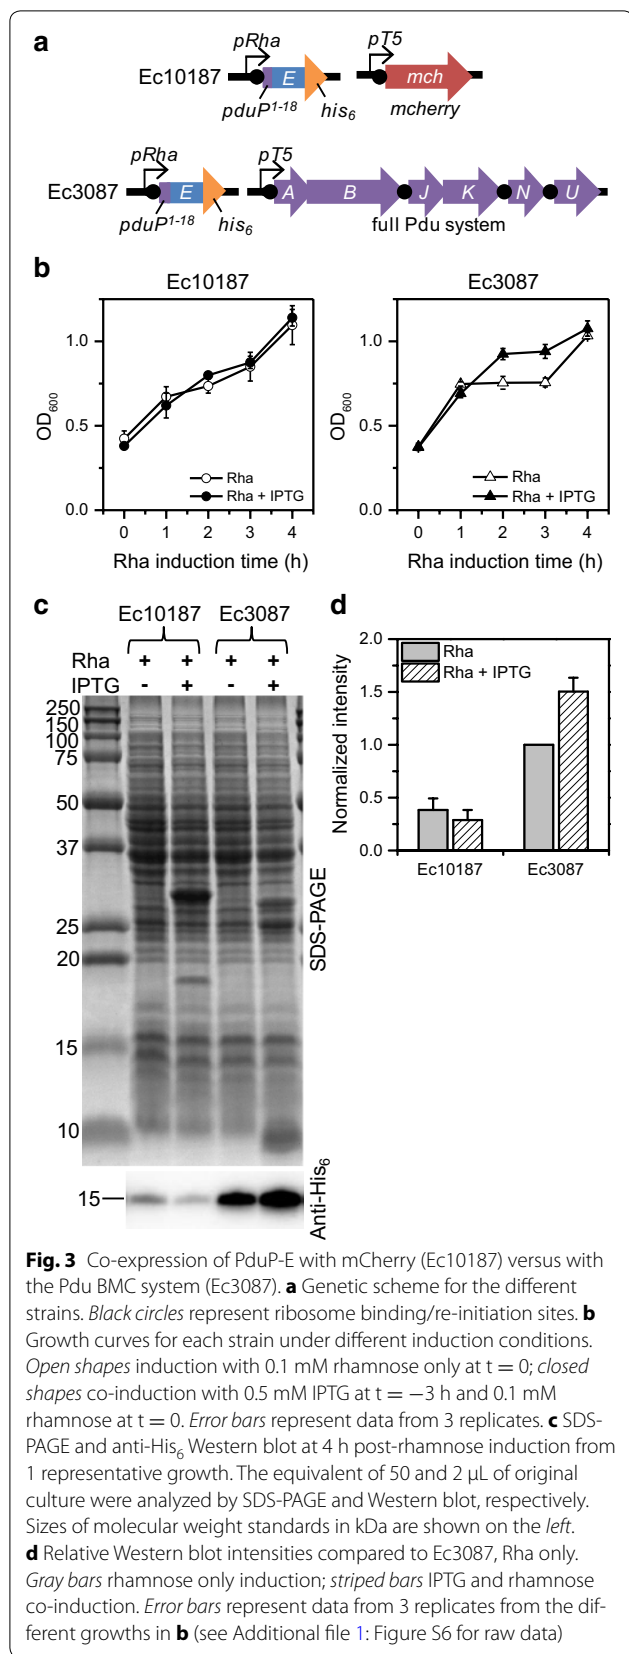 a
pRha
pT5
Ec10187
E
mch
pduP1-18
his6
mcherry
pRha
pT5
Ec3087
E
A
B
J
K
N
U
pduP1-18
his6
full Pdu system
b
Ec10187
Ec3087
OD600
1.0
0.5
0.0
Rha
Rha + IPTG
0 1 2 3 4
Rha induction time (h)
OD600
1.0
0.5
0.0
Rha
Rha + IPTG
0 1 2 3 4
Rha induction time (h)
c
Ec10187 Ec3087
Rha + + + +
IPTG - + - +
250
150
100
75
50
37
25
20
15
10
SDS-PAGE
15
Anti-His6
d
Normalized intensity
2.0
1.5
1.0
0.5
0.0
Rha
Rha + IPTG
Ec10187 Ec3087
Fig. 3 Co-expression of PduP-E with mCherry (Ec10187) versus with
the Pdu BMC system (Ec3087). a Genetic scheme for the different
strains. Black circles represent ribosome binding/re-initiation sites. b
Growth curves for each strain under different induction conditions.
Open shapes induction with 0.1 mM rhamnose only at t = 0; closed
shapes co-induction with 0.5 mM IPTG at t = −3 h and 0.1 mM
rhamnose at t = 0. Error bars represent data from 3 replicates. c SDS-
PAGE and anti-His6 Western blot at 4 h post-rhamnose induction from
1 representative growth. The equivalent of 50 and 2 μL of original
culture were analyzed by SDS-PAGE and Western blot, respectively.
Sizes of molecular weight standards in kDa are shown on the left.
d Relative Western blot intensities compared to Ec3087, Rha only.
Gray bars rhamnose only induction; striped bars IPTG and rhamnose
co-induction. Error bars represent data from 3 replicates from the dif-
ferent growths in b (see Additional file 1: Figure S6 for raw data)